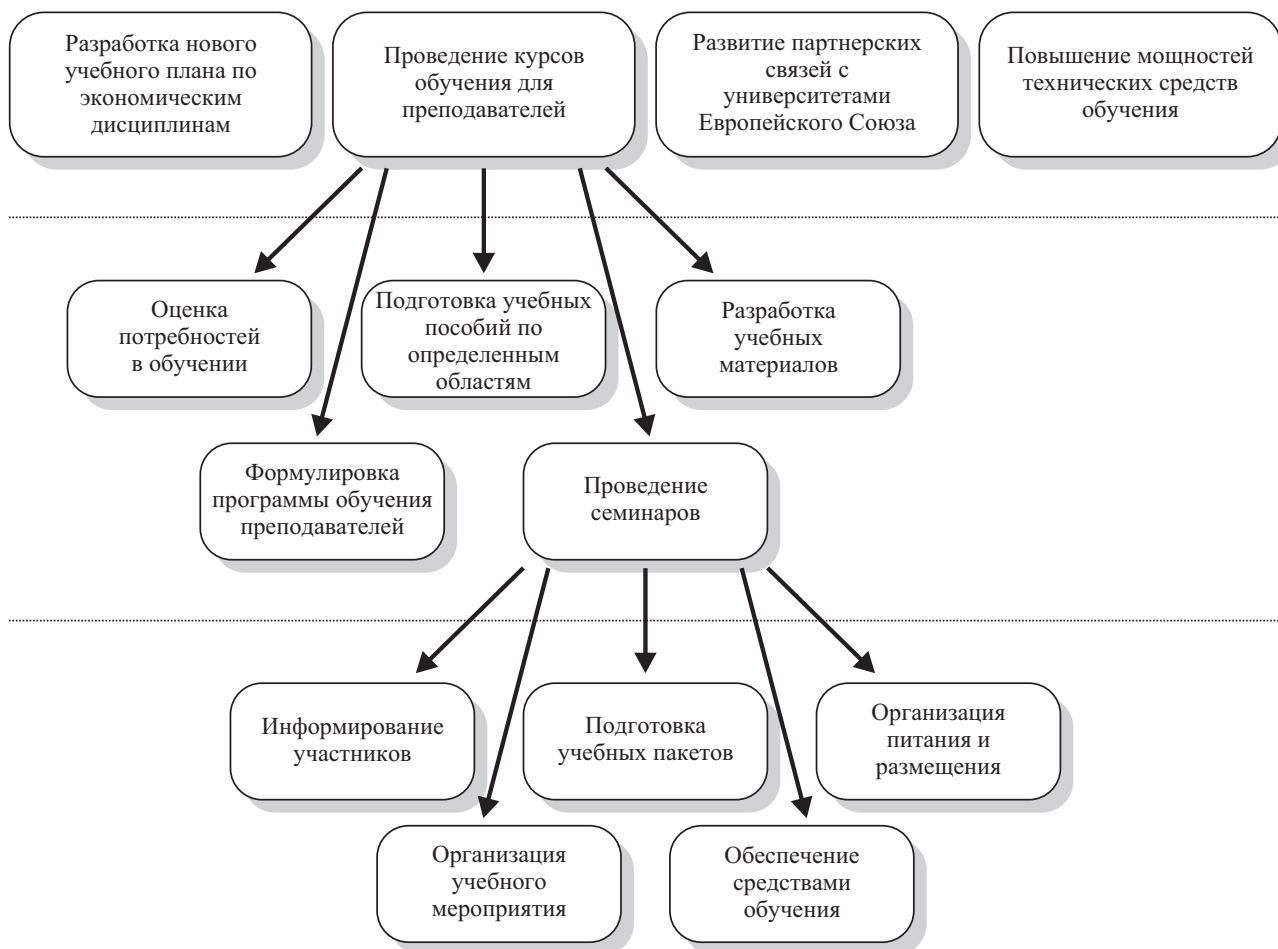 Разработка нового
учебного плана по
экономическим
дисциплинам
Проведение курсов
обучения для
преподавателей
Развитие партнерских
связей с
университетами
Европейского Союза
Повышение мощностей
технических средств
обучения
Оценка
потребностей
в обучении
Подготовка учебных
пособий по
определенным
областям
Разработка
учебных
материалов
Формулировка
программы обучения
преподавателей
Проведение
семинаров
Информирование
участников
Подготовка
учебных пакетов
Организация
питания и
размещения
Организация
учебного
мероприятия
Обеспечение
средствами
обучения